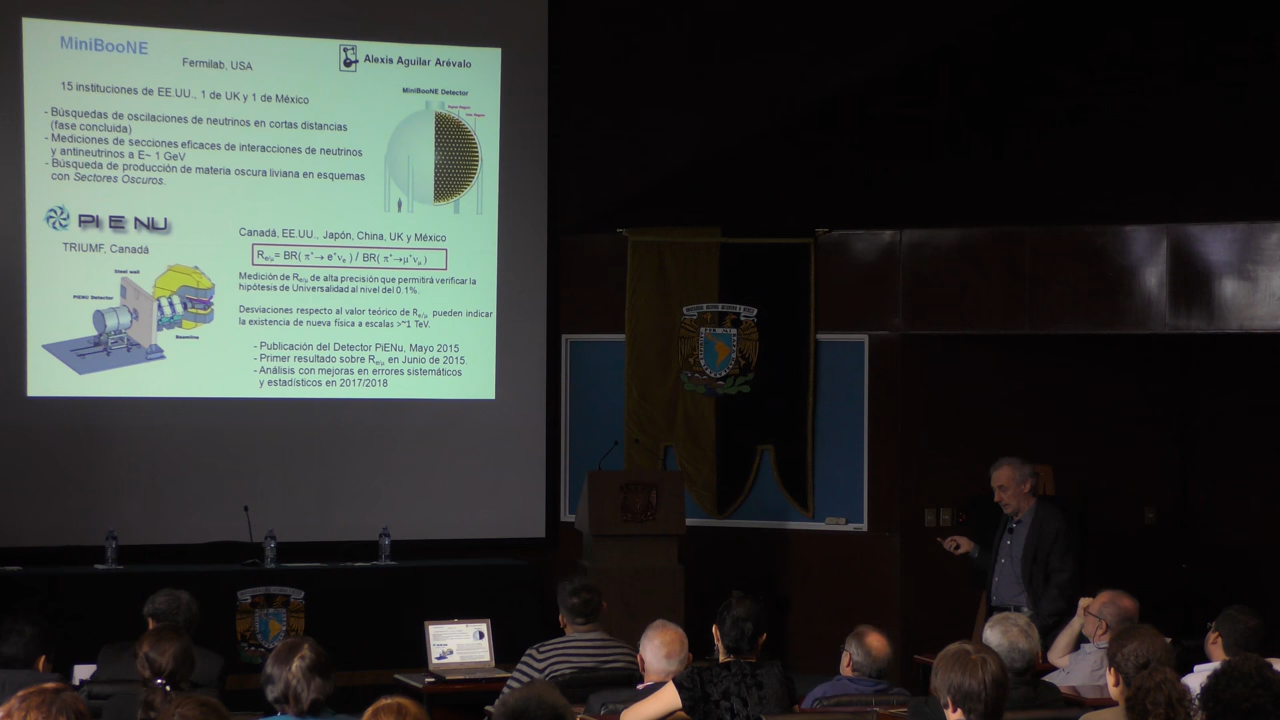 MiniBooNE
Fermilab, USA
Alexis Aguilar Arévalo
15 instituciones de EE.UU., 1 de UK y 1 de México
MiniBooNE Detector
- Búsquedas de oscilaciones de neutrinos en cortas distancias
(fase concluida)
- Mediciones de secciones eficaces de interacciones de neutrinos
y antineutrinos a E~ 1 GeV
- Búsqueda de producción de materia oscura liviana en esquemas
con Sectores Oscuros.
PI E NU
TRIUMF, Canadá
Canadá, EE.UU., Japón, China, UK y México
Re/μ= BR( π⁺→ e⁺νe ) / BR( π⁺→μ⁺νμ )
Steel wall
PIENU Detector
Beamline
Medición de Re/μ de alta precisión que permitirá verificar la
hipótesis de Universalidad al nivel del 0.1%.
Desviaciones respecto al valor teórico de Re/μ pueden indicar
la existencia de nueva física a escalas >~1 TeV.
- Publicación del Detector PiENu, Mayo 2015
- Primer resultado sobre Re/μ en Junio de 2015.
- Análisis con mejoras en errores sistemáticos
y estadísticos en 2017/2018